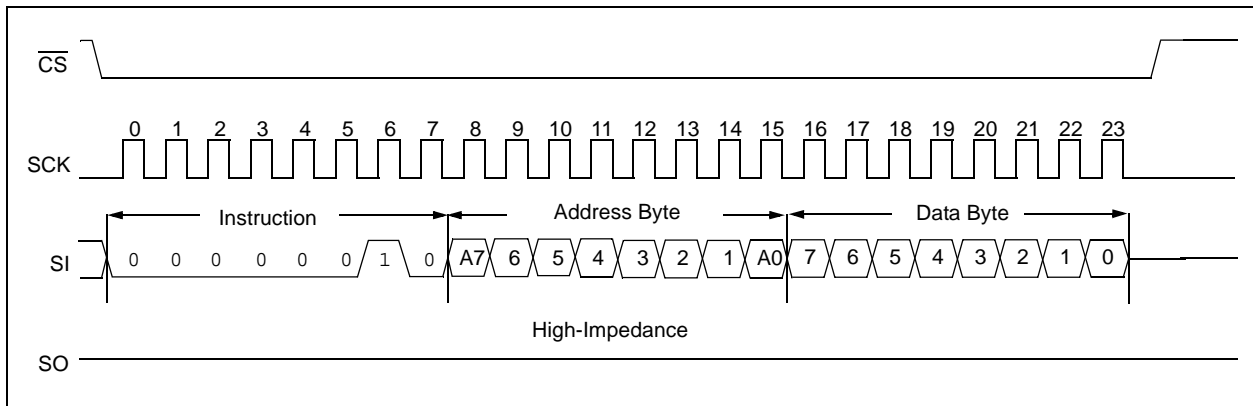 CS
0 1 2 3 4 5 6 7 8 9 10 11 12 13 14 15 16 17 18 19 20 21 22 23
SCK
Instruction Address Byte Data Byte
SI 0 0 0 0 0 0 1 0 A7 6 5 4 3 2 1 A0 7 6 5 4 3 2 1 0
High-Impedance
SO